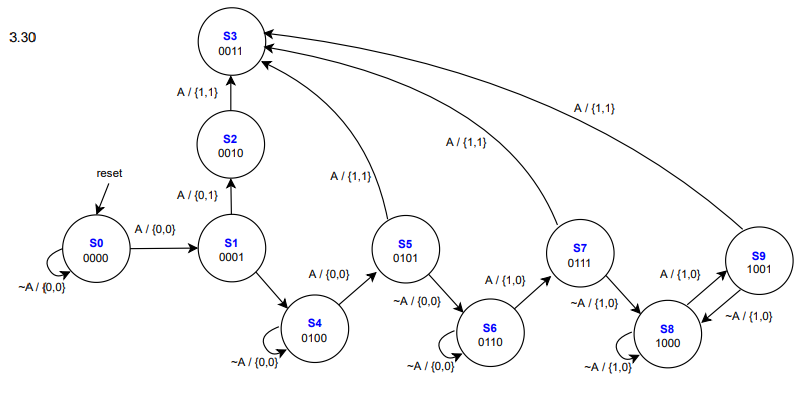 3.30
S3
0011
A / {1,1}
A / {1,1}
S2
0010
A / {1,1}
A / {1,1}
reset
A / {0,1}
A / {0,0}
S0
0000
S1
0001
S5
0101
S7
0111
S9
1001
~A / {0,0}
A / {0,0}
~A / {0,0}
A / {1,0}
~A / {1,0}
A / {1,0}
~A / {1,0}
S4
0100
S6
0110
S8
1000
~A / {0,0}
~A / {0,0}
~A / {1,0}